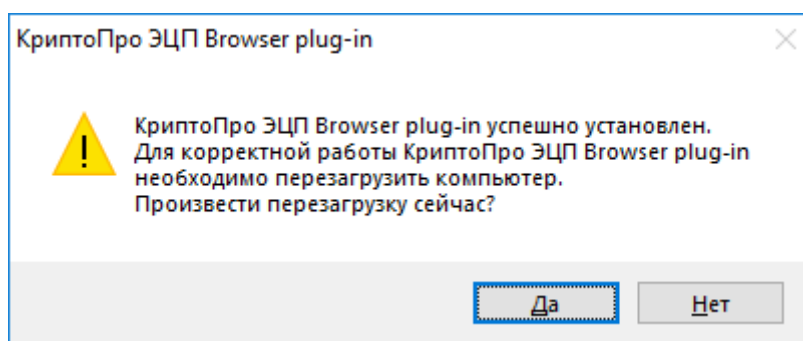 КриптоПро ЭЦП Browser plug-in
КриптоПро ЭЦП Browser plug-in успешно установлен.
Для корректной работы КриптоПро ЭЦП Browser plug-in
необходимо перезагрузить компьютер.
Произвести перезагрузку сейчас?
Да
Нет